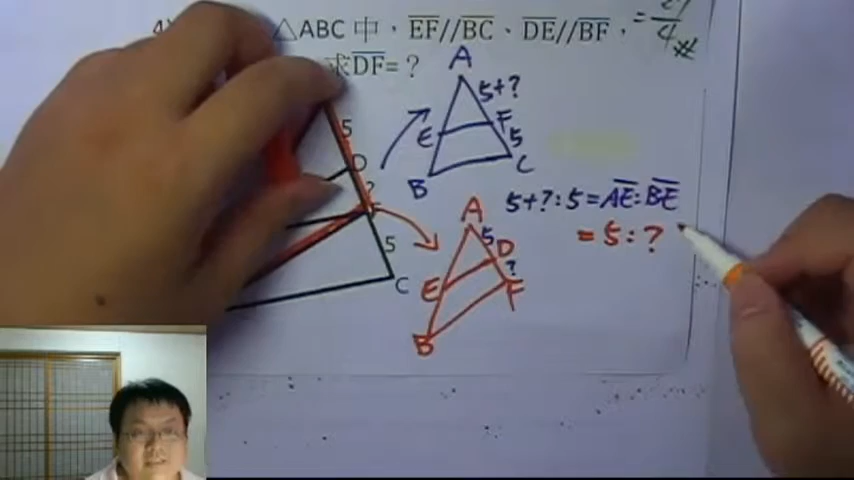 △ABC 中, EF//BC、DE//BF,
求DF= ?
= 27/4 #
5
D
?
F
5
C
A
5+?
F
E
5
B
C
5+? : 5 = AE : BE
= 5 : ?
A
5
D
?
E
F
B